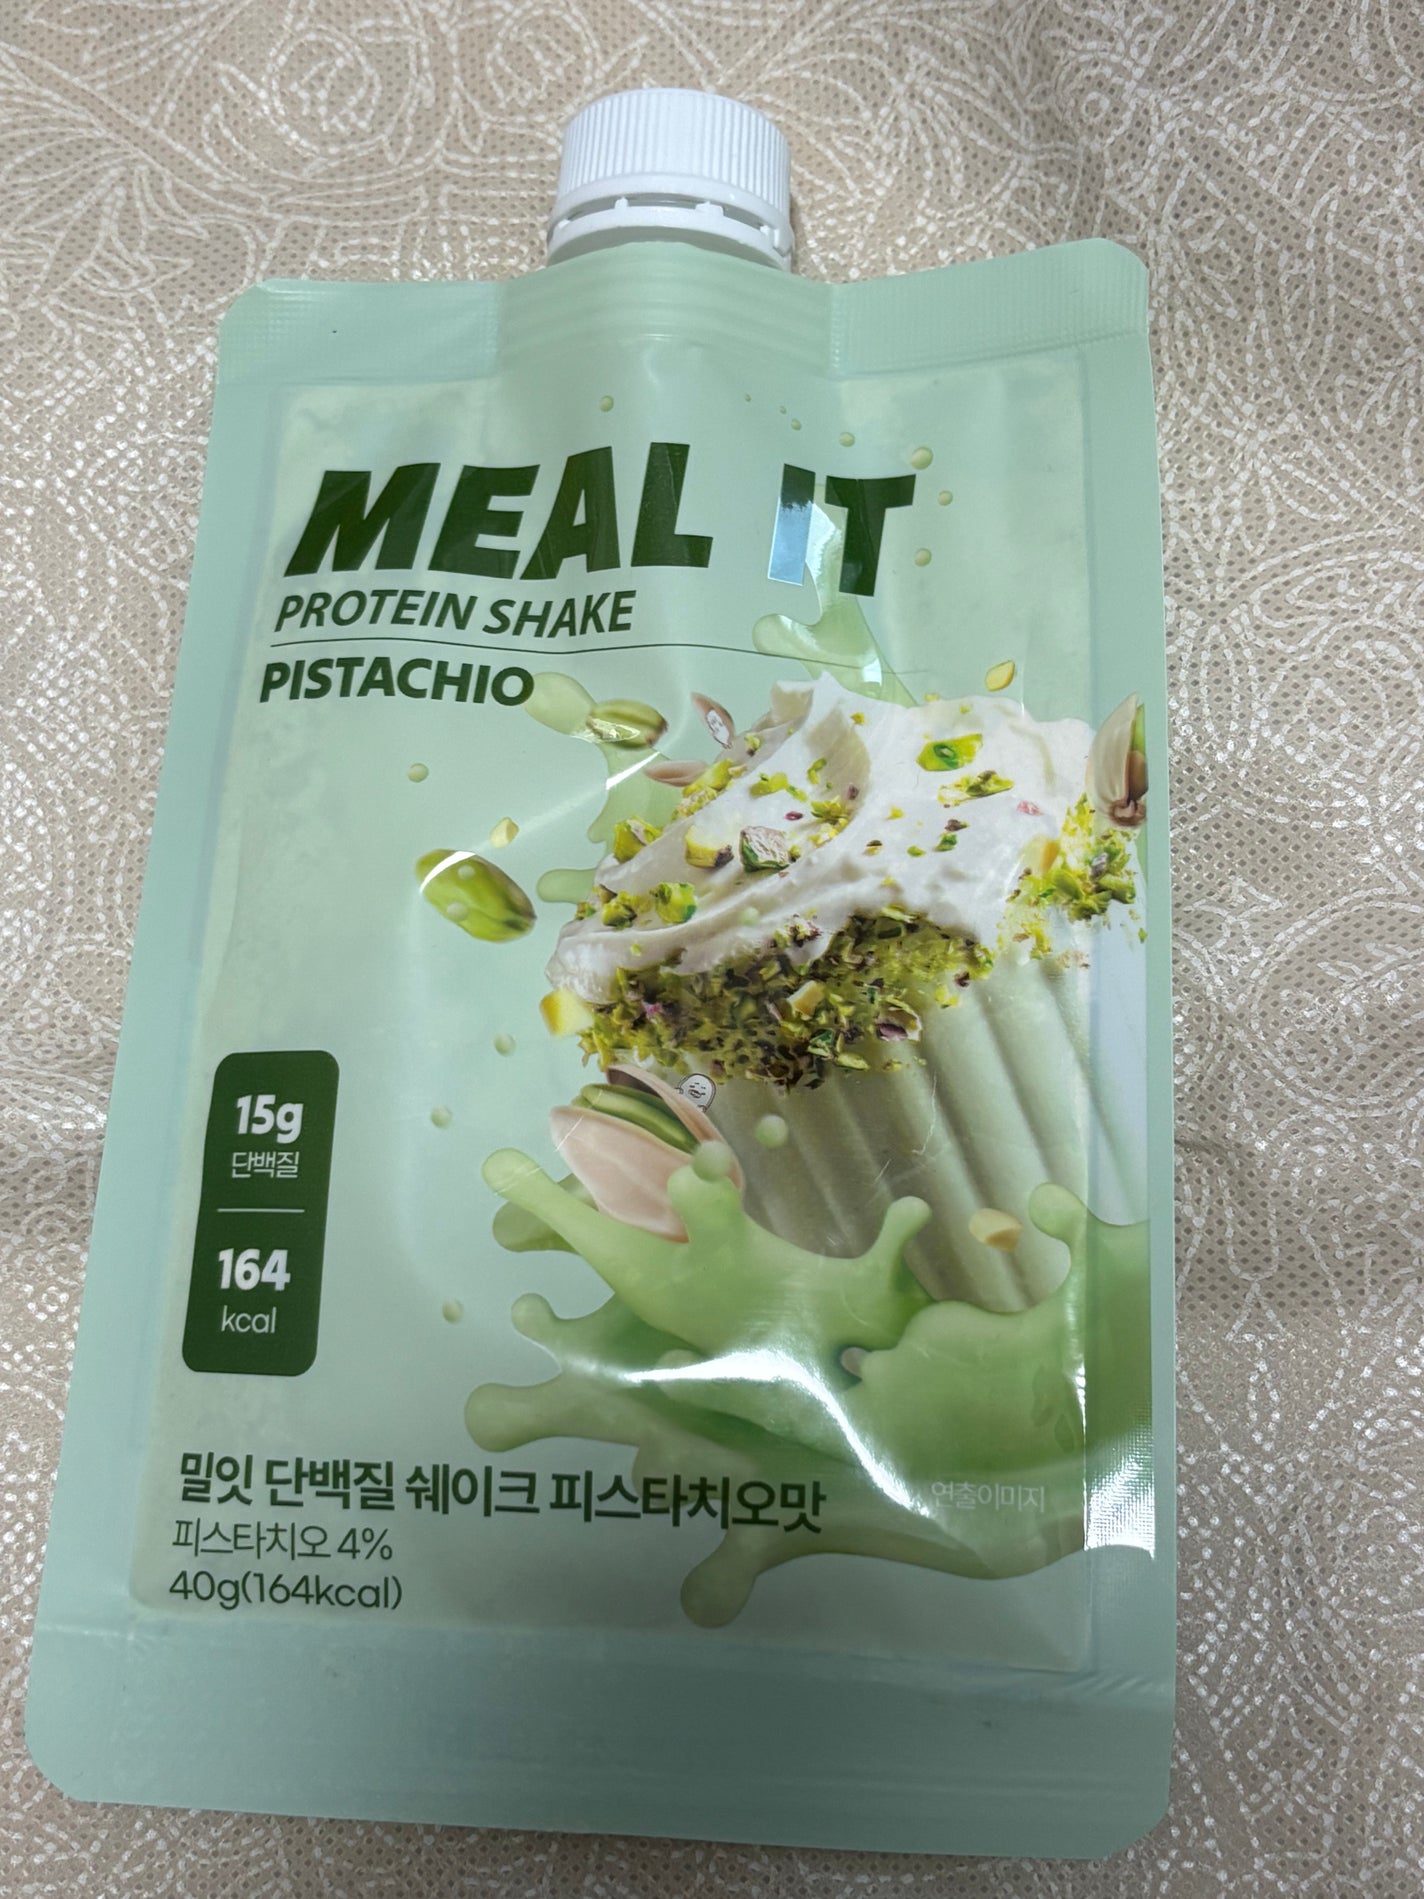 MEAL IT
PROTEIN SHAKE
PISTACHIO
15g
단백질
164
kcal
밀잇 단백질 쉐이크 피스타치오맛
연출이미지
피스타치오 4%
40g(164kcal)